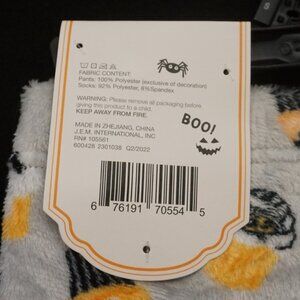 FABRIC CONTENT
Pants: 100% Polyester (exclusive of decoration)
Socks: 92% Polyester, 8%Spandex
WARNING: Please remove all packaging before
giving this product to a child.
KEEP AWAY FROM FIRE.
BOO!
MADE IN ZHEJIANG, CHINA
J.E.M. INTERNATIONAL, INC
RN# 105561
600428 2301038 Q2/2022
6 76191 70554 5
S